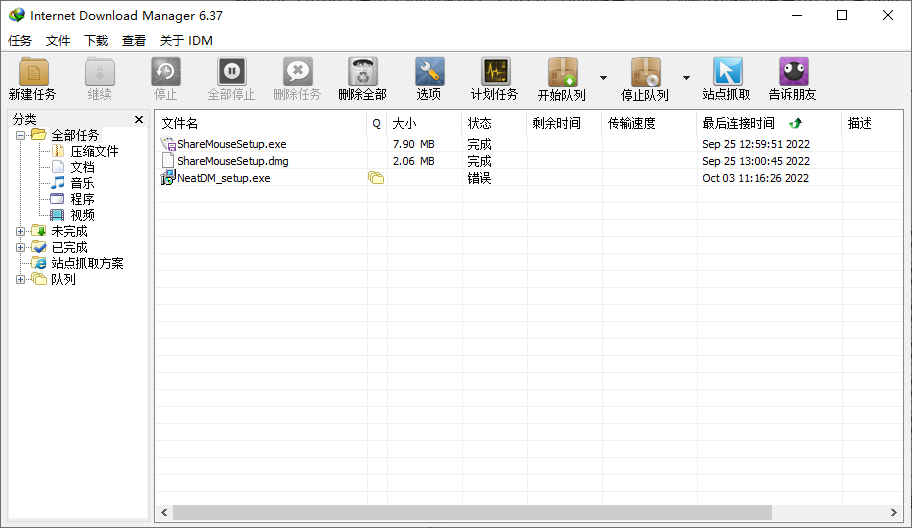 Internet Download Manager 6.37
任务 文件 下载 查看 关于 IDM
新建任务 继续 停止 全部停止 删除任务 删除全部 选项 计划任务 开始队列 停止队列 站点抓取 告诉朋友
分类
全部任务
压缩文件
文档
音乐
程序
视频
未完成
已完成
站点抓取方案
队列
文件名 Q 大小 状态 剩余时间 传输速度 最后连接时间 描述
ShareMouseSetup.exe 7.90 MB 完成 Sep 25 12:59:51 2022
ShareMouseSetup.dmg 2.06 MB 完成 Sep 25 13:00:45 2022
NeatDM_setup.exe 错误 Oct 03 11:16:26 2022